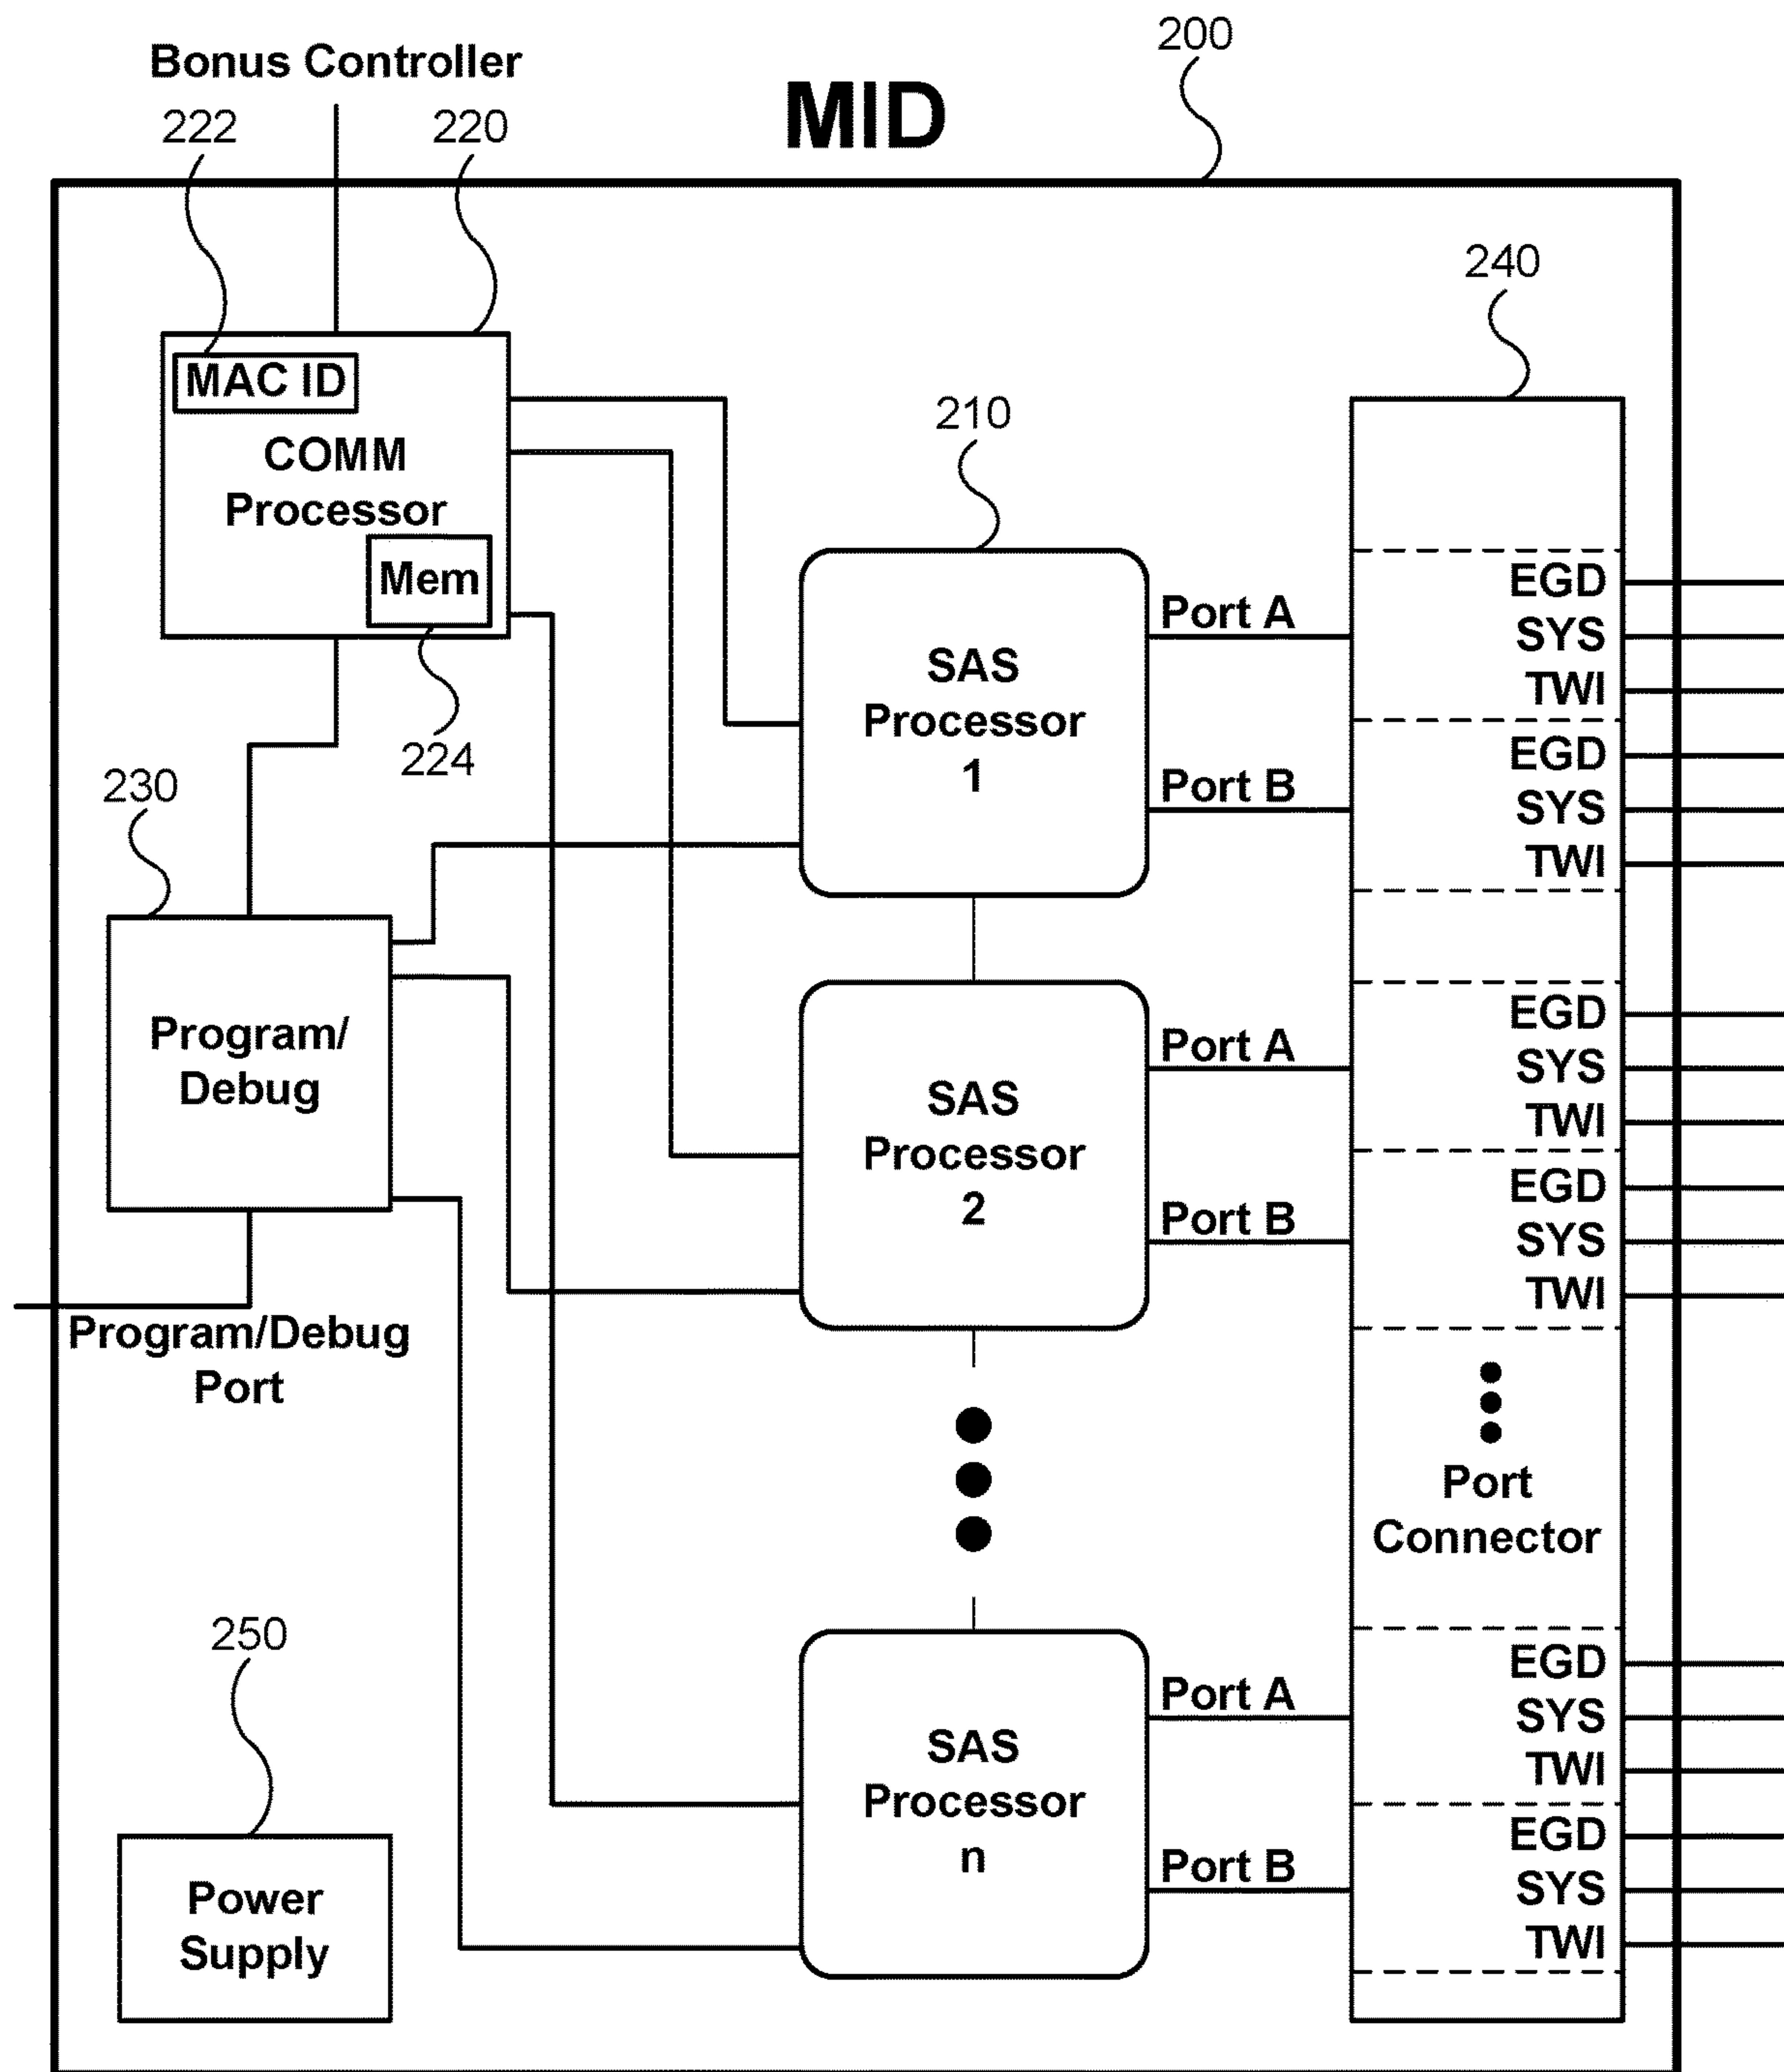 Bonus Controller
200
MID
222
220
240
MAC ID
COMM
Processor
Mem
224
210
SAS
Processor
1
Port A
Port B
EGD
SYS
TWI
EGD
SYS
TWI
230
Program/
Debug
Program/Debug
Port
SAS
Processor
2
Port A
Port B
EGD
SYS
TWI
EGD
SYS
TWI
Port
Connector
250
Power
Supply
SAS
Processor
n
Port A
Port B
EGD
SYS
TWI
EGD
SYS
TWI